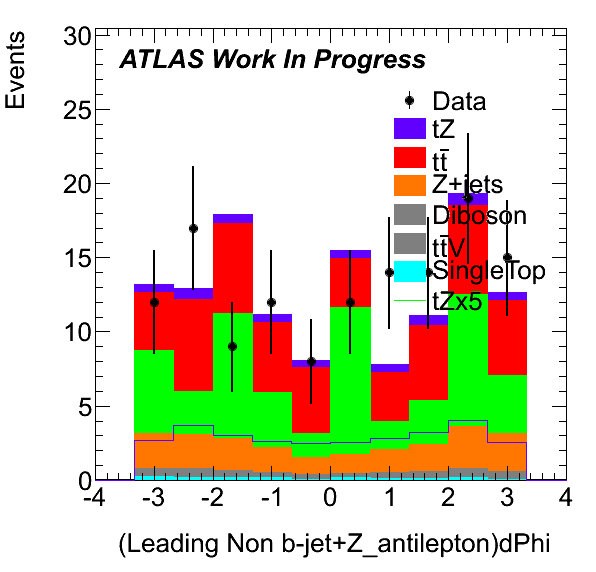 Events
ATLAS Work In Progress
30
25
20
15
10
5
0
Data
tZ
tt̄
Z+jets
Diboson
tt̄V
SingleTop
tZx5
-4 -3 -2 -1 0 1 2 3 4
(Leading Non b-jet+Z_antilepton)dPhi